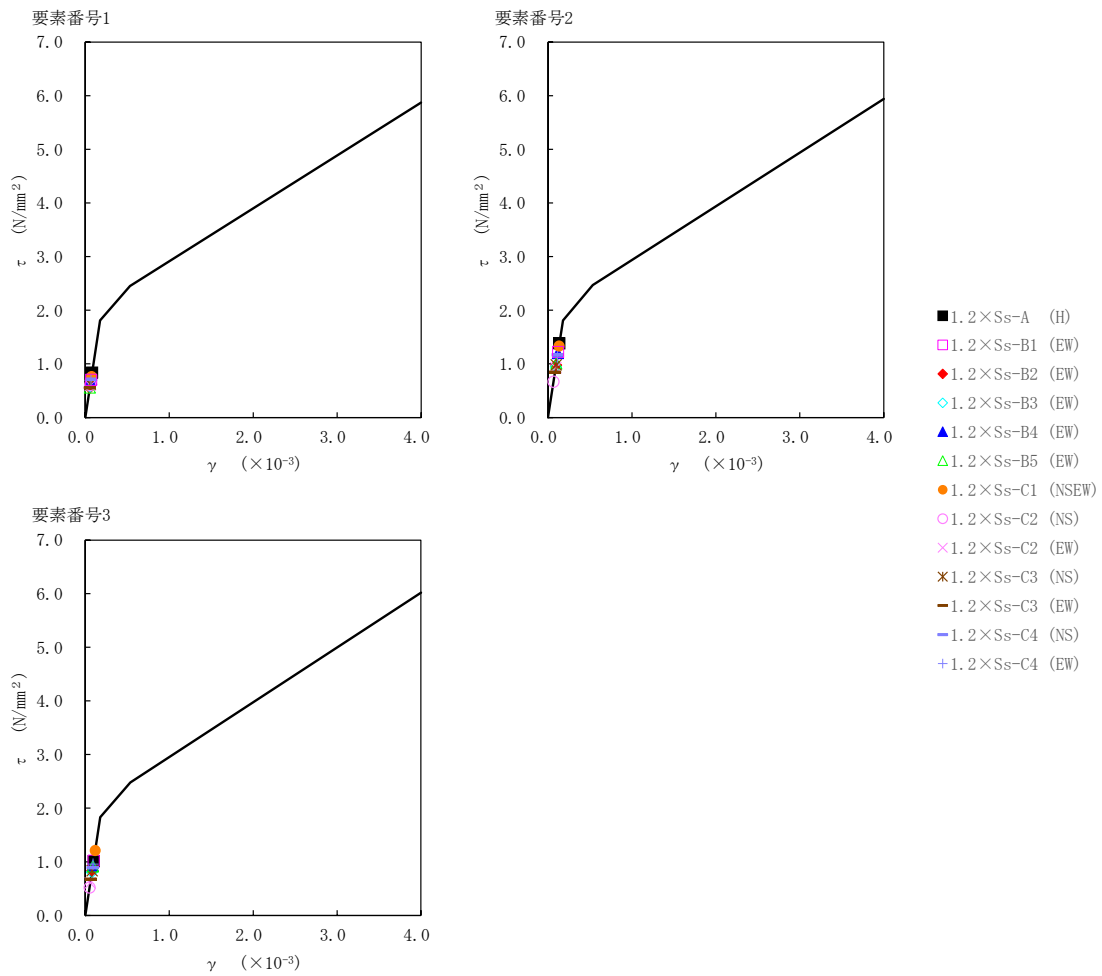 要素番号1
7.0
6.0
5.0
4.0
3.0
2.0
1.0
0.0
τ (N/mm²)
0.0 1.0 2.0 3.0 4.0
γ (×10⁻³)
要素番号2
7.0
6.0
5.0
4.0
3.0
2.0
1.0
0.0
τ (N/mm²)
0.0 1.0 2.0 3.0 4.0
γ (×10⁻³)
要素番号3
7.0
6.0
5.0
4.0
3.0
2.0
1.0
0.0
τ (N/mm²)
0.0 1.0 2.0 3.0 4.0
γ (×10⁻³)
1.2×Ss-A (H)
1.2×Ss-B1 (EW)
1.2×Ss-B2 (EW)
1.2×Ss-B3 (EW)
1.2×Ss-B4 (EW)
1.2×Ss-B5 (EW)
1.2×Ss-C1 (NSEW)
1.2×Ss-C2 (NS)
1.2×Ss-C2 (EW)
1.2×Ss-C3 (NS)
1.2×Ss-C3 (EW)
1.2×Ss-C4 (NS)
1.2×Ss-C4 (EW)